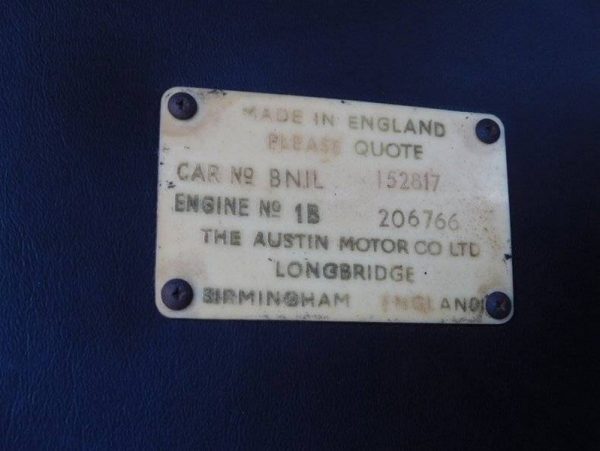 MADE IN ENGLAND
PLEASE QUOTE
CAR Nº BN1L 152817
ENGINE Nº 1B 206766
THE AUSTIN MOTOR CO LTD
LONGBRIDGE
BIRMINGHAM ENGLAND